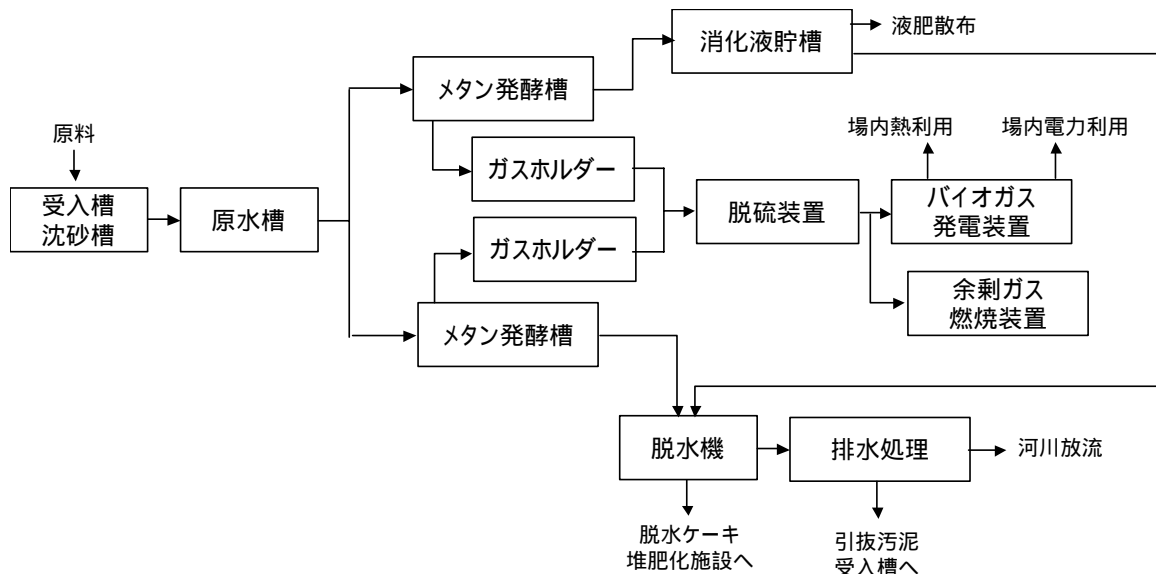 消化液貯槽
液肥散布
メタン発酵槽
原料
場内熱利用
場内電力利用
ガスホルダー
受入槽
沈砂槽
原水槽
脱硫装置
バイオガス
発電装置
ガスホルダー
余剰ガス
燃焼装置
メタン発酵槽
脱水機
排水処理
河川放流
脱水ケーキ
堆肥化施設へ
引抜汚泥
受入槽へ